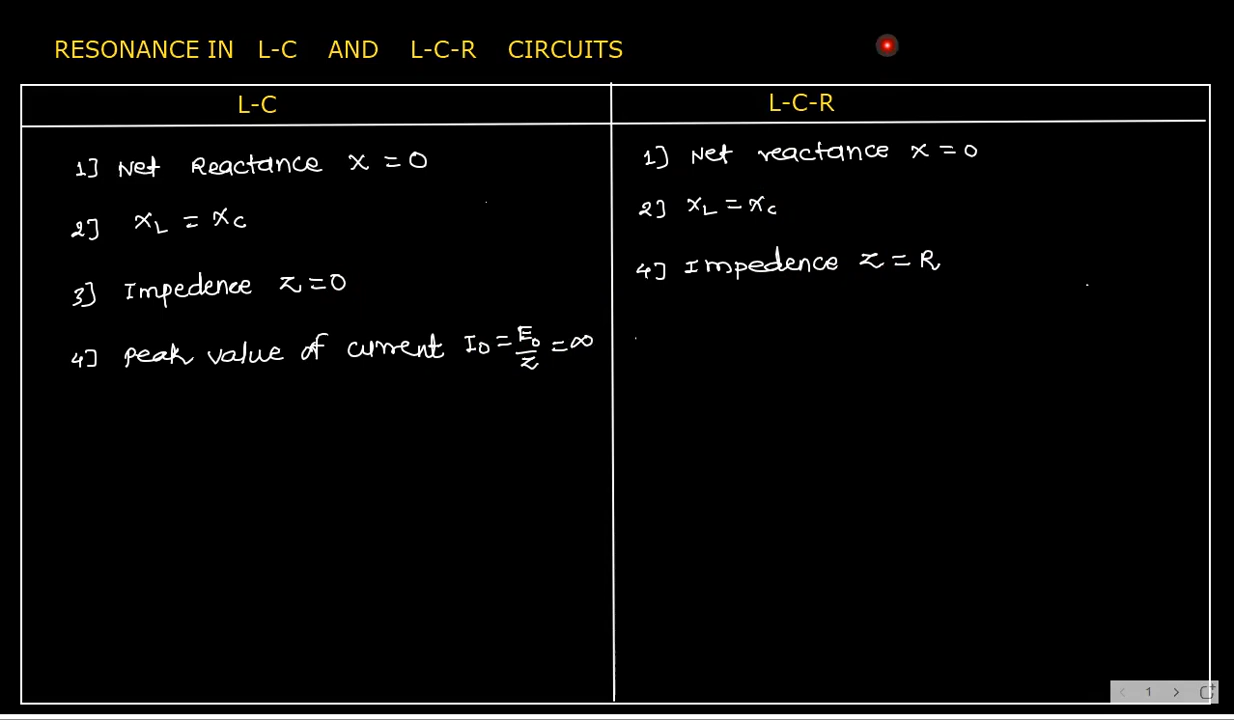 RESONANCE IN L-C AND L-C-R CIRCUITS
L-C
1] Net Reactance X = 0
2] XL = XC
3] Impedence Z = 0
4] Peak value of current I0 = E0/Z = ∞
L-C-R
1] Net reactance X = 0
2] XL = XC
4] Impedence Z = R
1